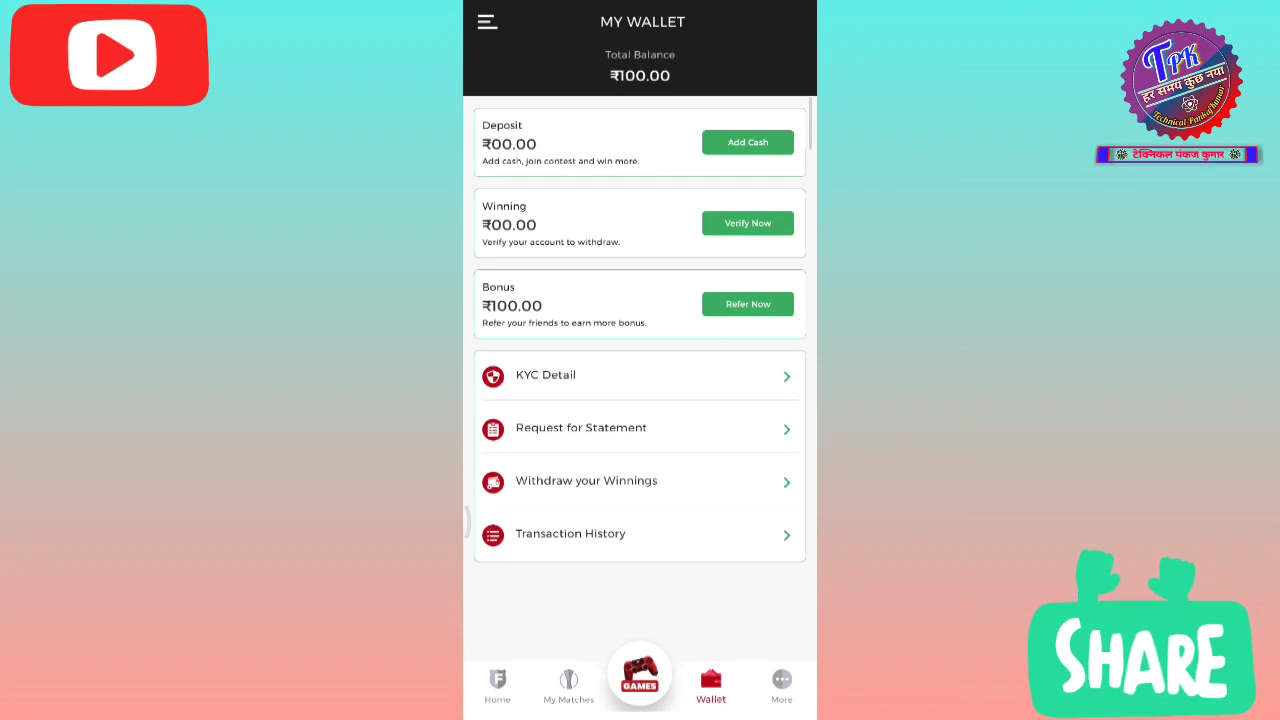 MY WALLET
Total Balance
₹100.00
Deposit
₹00.00
Add cash, join contest and win more.
Add Cash
Winning
₹00.00
Verify your account to withdraw.
Verify Now
Bonus
₹100.00
Refer your friends to earn more bonus.
Refer Now
KYC Detail
Request for Statement
Withdraw your Winnings
Transaction History
Home
My Matches
GAMES
Wallet
More
TPK
हर समय कुछ नया
Technical Pankajkumar
टेक्निकल पंकज कुमार
SHARE